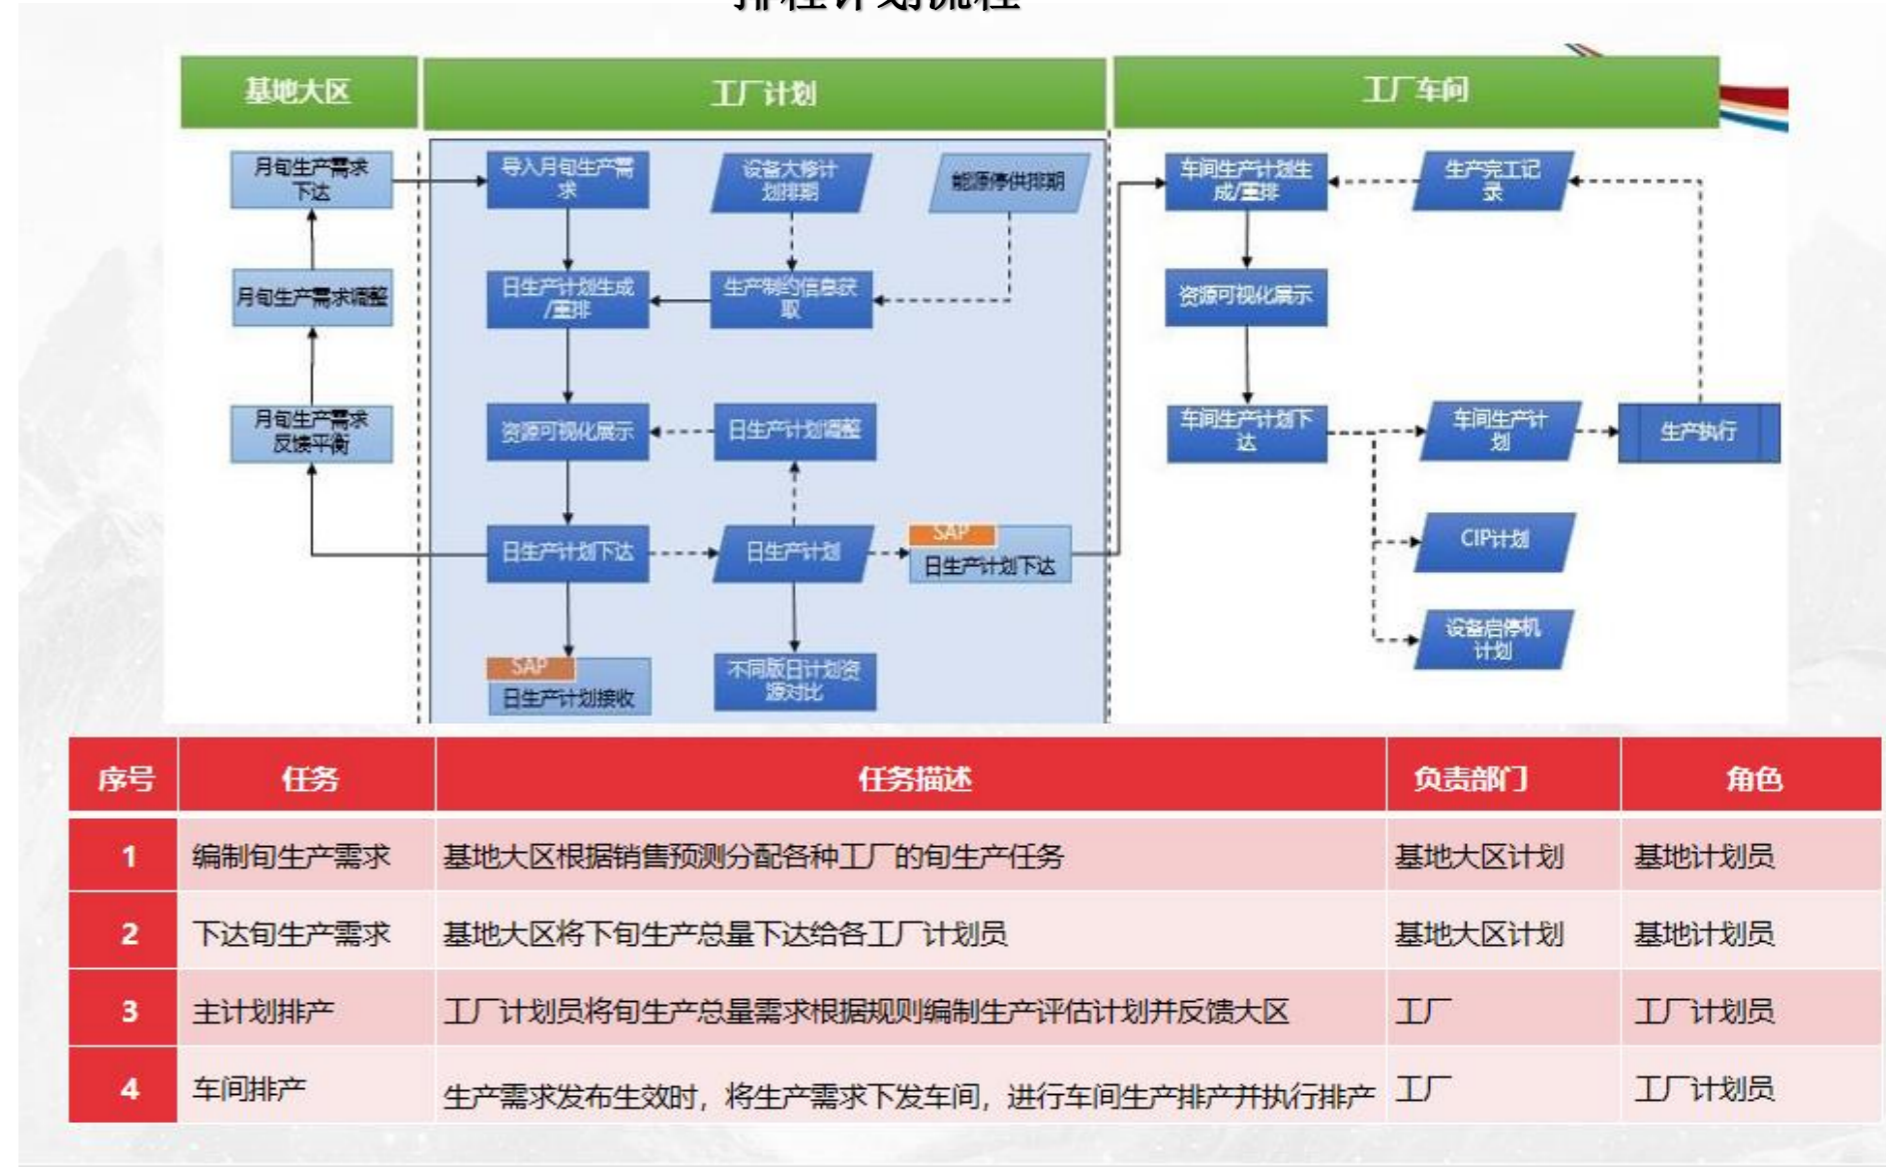 排程计划流程
基地大区
工厂计划
工厂车间
月旬生产需求
下达
月旬生产需求调整
月旬生产需求
反馈平衡
导入月旬生产需
求
设备大修计
划排期
能源停供排期
日生产计划生成
/重排
生产制约信息获
取
资源可视化展示
日生产计划调整
日生产计划下达
日生产计划
SAP
日生产计划下达
SAP
日生产计划接收
不同版日计划资
源对比
车间生产计划生
成/重排
生产完工记
录
资源可视化展示
车间生产计划下
达
车间生产计
划
生产执行
CIP计划
设备启停机
计划
序号 任务 任务描述 负责部门 角色
1 编制旬生产需求 基地大区根据销售预测分配各种工厂的旬生产任务 基地大区计划 基地计划员
2 下达旬生产需求 基地大区将下旬生产总量下达给各工厂计划员 基地大区计划 基地计划员
3 主计划排产 工厂计划员将旬生产总量需求根据规则编制生产评估计划并反馈大区 工厂 工厂计划员
4 车间排产 生产需求发布生效时，将生产需求下发车间，进行车间生产排产并执行排产 工厂 工厂计划员